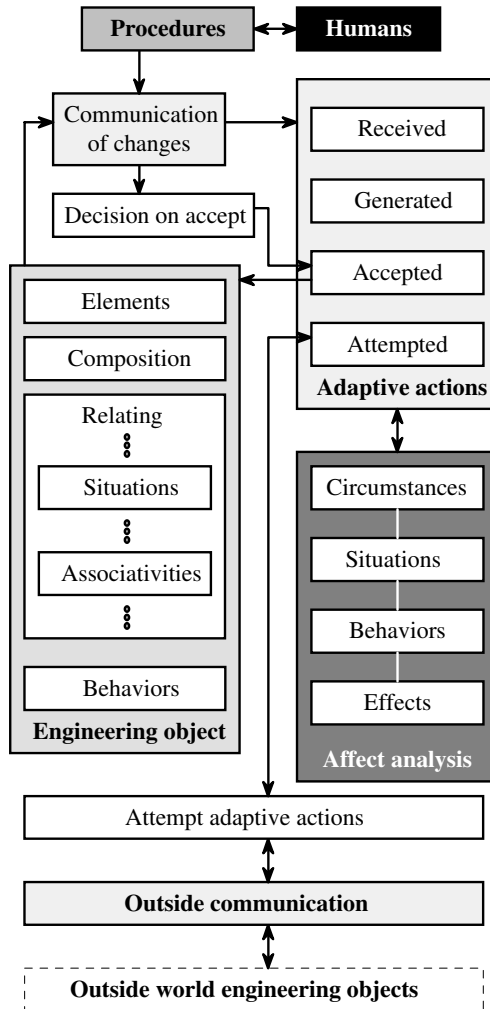 Procedures
Humans
Communication
of changes
Decision on accept
Received
Generated
Accepted
Attempted
Adaptive actions
Elements
Composition
Relating
Situations
Associativities
Behaviors
Engineering object
Circumstances
Situations
Behaviors
Effects
Affect analysis
Attempt adaptive actions
Outside communication
Outside world engineering objects